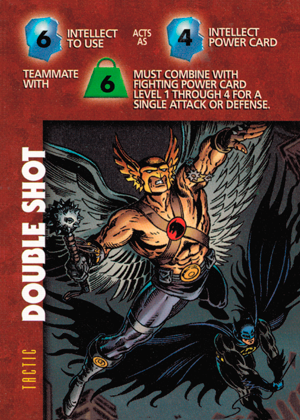 6 INTELLECT TO USE ACTS AS 4 INTELLECT POWER CARD
TEAMMATE WITH 6 MUST COMBINE WITH
FIGHTING POWER CARD
LEVEL 1 THROUGH 4 FOR A
SINGLE ATTACK OR DEFENSE.
DOUBLE SHOT
TACTIC